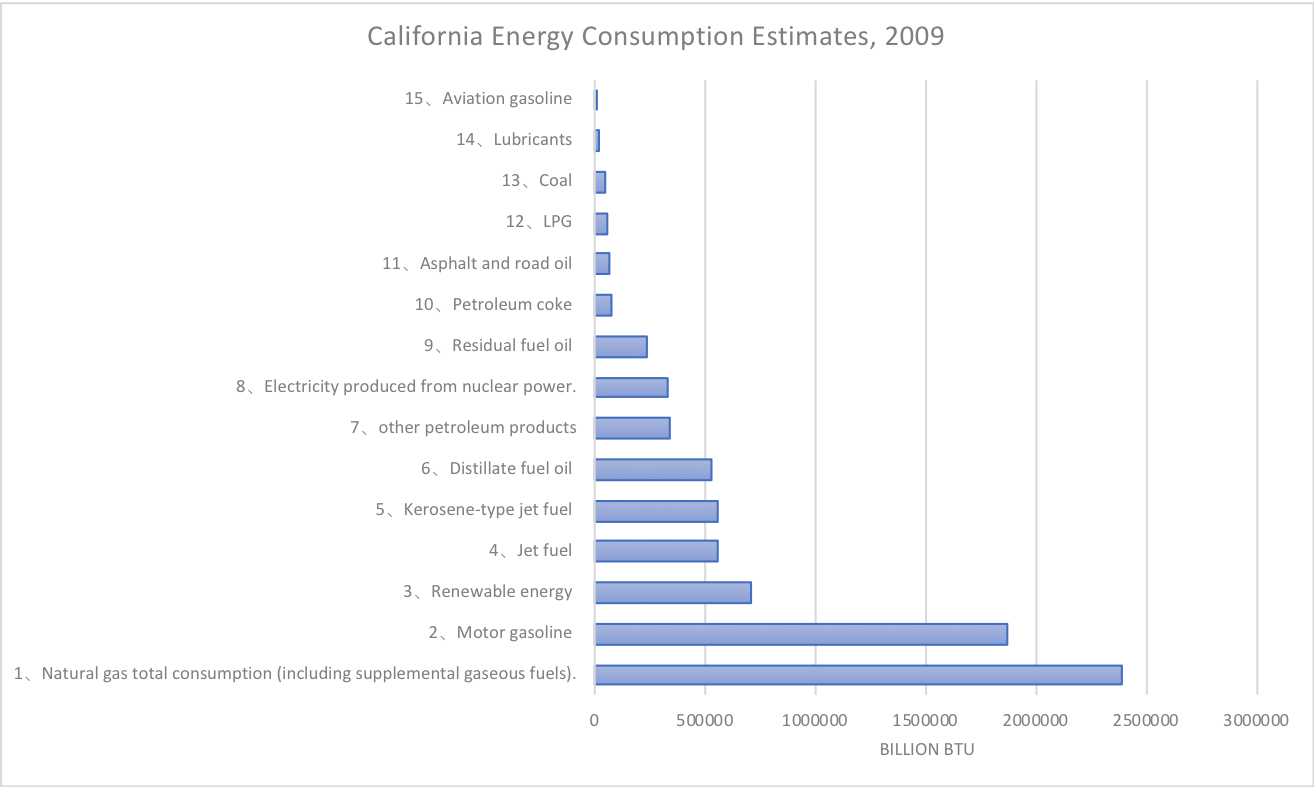 California Energy Consumption Estimates, 2009
15、Aviation gasoline
14、Lubricants
13、Coal
12、LPG
11、Asphalt and road oil
10、Petroleum coke
9、Residual fuel oil
8、Electricity produced from nuclear power.
7、other petroleum products
6、Distillate fuel oil
5、Kerosene-type jet fuel
4、Jet fuel
3、Renewable energy
2、Motor gasoline
1、Natural gas total consumption (including supplemental gaseous fuels).
0 500000 1000000 1500000 2000000 2500000 3000000
BILLION BTU